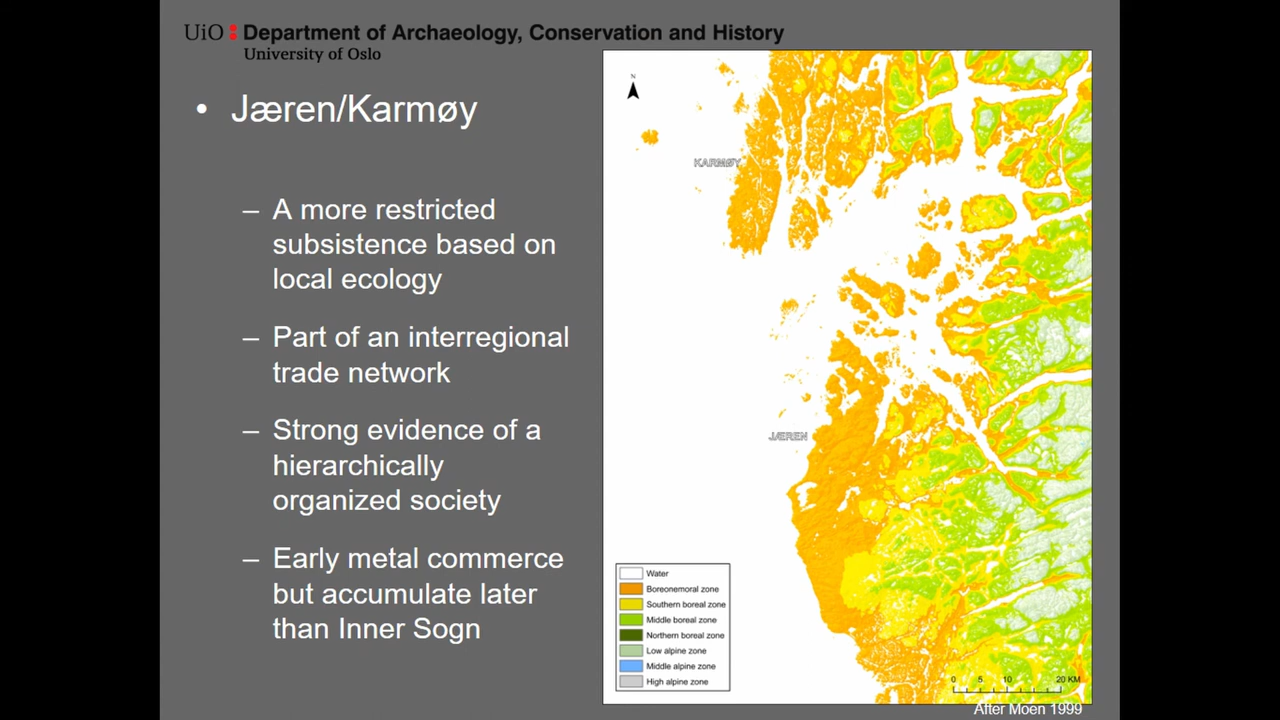 UiO Department of Archaeology, Conservation and History
University of Oslo
• Jæren/Karmøy
– A more restricted
subsistence based on
local ecology
– Part of an interregional
trade network
– Strong evidence of a
hierarchically
organized society
– Early metal commerce
but accumulate later
than Inner Sogn
N
KARMØY
JÆREN
Water
Boreonemoral zone
Southern boreal zone
Middle boreal zone
Northern boreal zone
Low alpine zone
Middle alpine zone
High alpine zone
0 5 10 20 KM
After Moen 1999